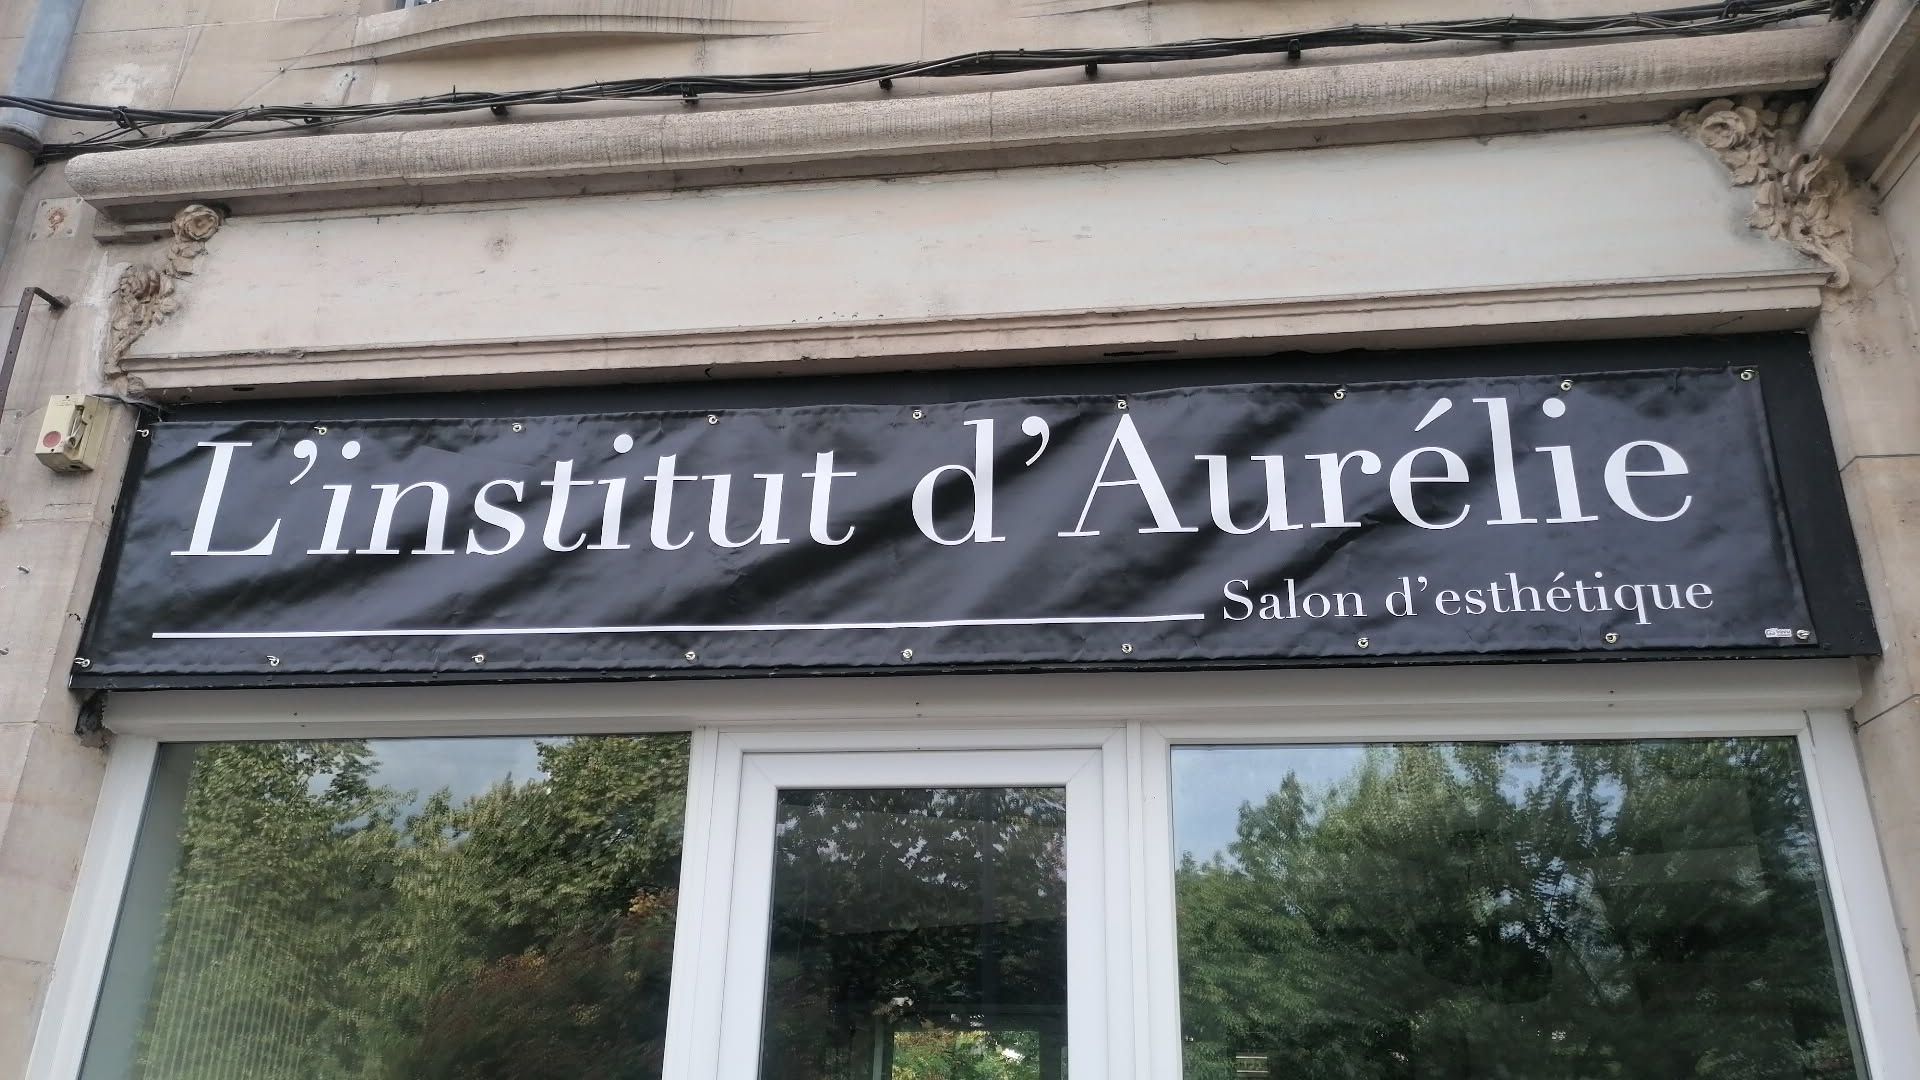 L'institut d'Aurélie
Salon d'esthétique